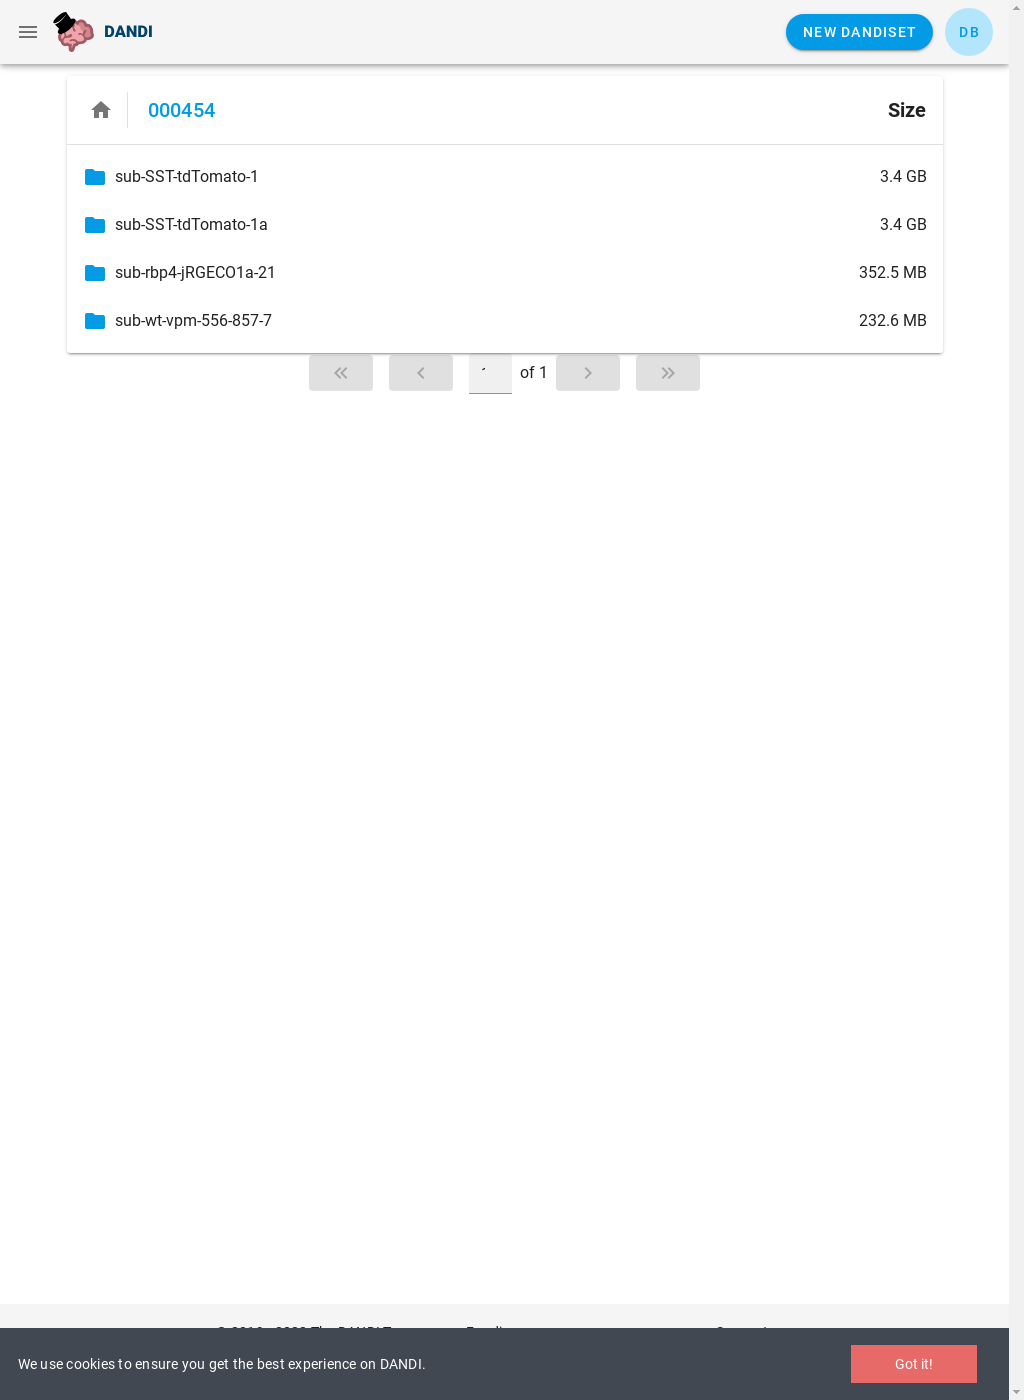 DANDI
NEW DANDISET
DB
000454
Size
sub-SST-tdTomato-1
3.4 GB
sub-SST-tdTomato-1a
3.4 GB
sub-rbp4-jRGECO1a-21
352.5 MB
sub-wt-vpm-556-857-7
232.6 MB
of 1
We use cookies to ensure you get the best experience on DANDI.
Got it!